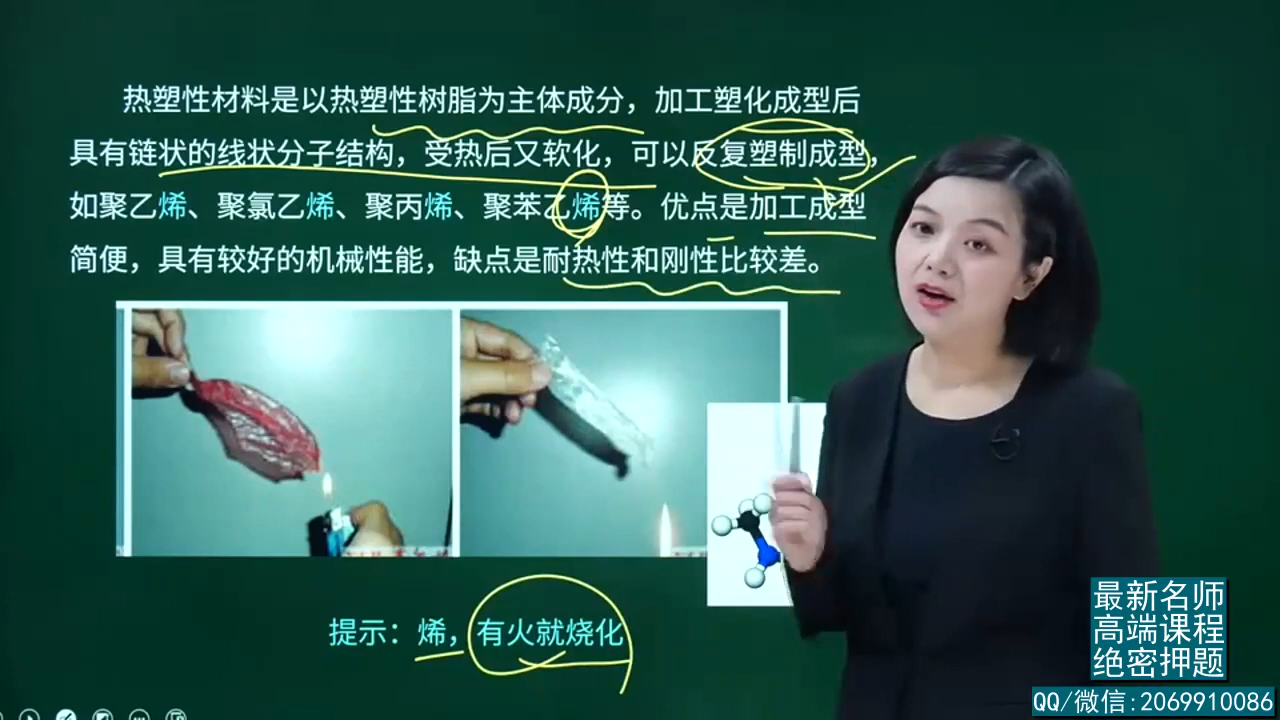 热塑性材料是以热塑性树脂为主体成分，加工塑化成型后
具有链状的线状分子结构，受热后又软化，可以反复塑制成型，
如聚乙烯、聚氯乙烯、聚丙烯、聚苯乙烯等。优点是加工成型
简便，具有较好的机械性能，缺点是耐热性和刚性比较差。
提示：烯，有火就烧化
最新名师
高端课程
绝密押题
QQ/微信:2069910086